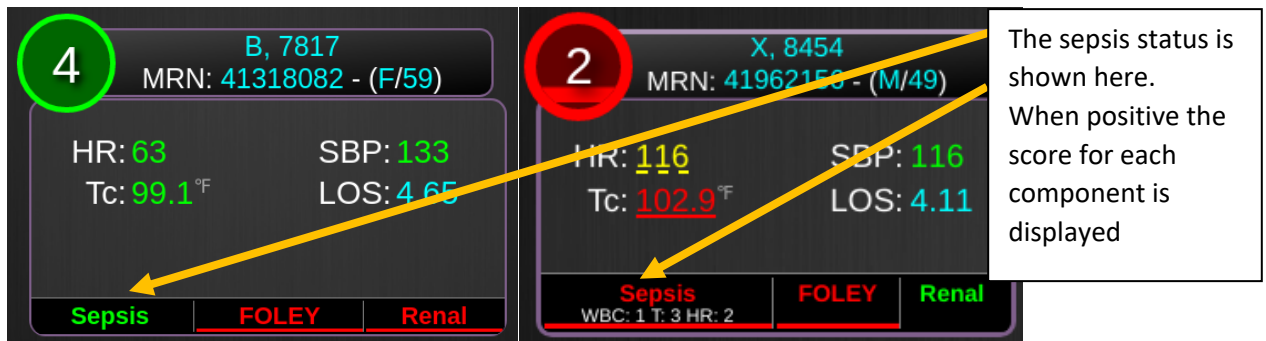 4
B, 7817
MRN: 41318082 - (F/59)
HR: 63 SBP: 133
Tc: 99.1°F LOS: 4.65
Sepsis FOLEY Renal
2
X, 8454
MRN: 41962156 - (M/49)
HR: 116 SBP: 116
Tc: 102.9°F LOS: 4.11
Sepsis FOLEY Renal
WBC: 1 T: 3 HR: 2
The sepsis status is
shown here.
When positive the
score for each
component is
displayed